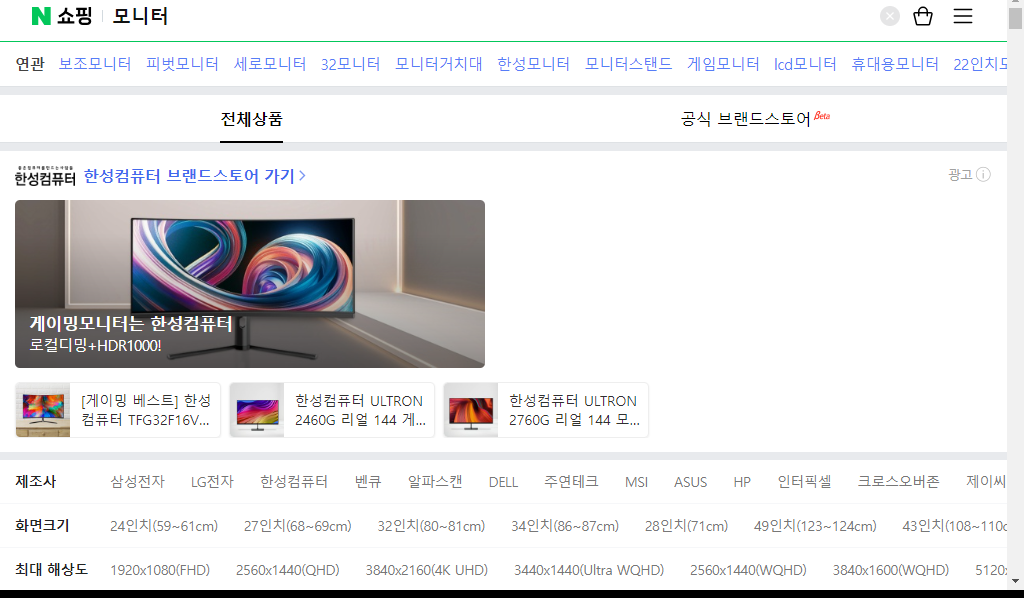 N 쇼핑 모니터
연관 보조모니터 피벗모니터 세로모니터 32모니터 모니터거치대 한성모니터 모니터스탠드 게임모니터 lcd모니터 휴대용모니터 22인치모
전체상품 공식 브랜드스토어 Beta
한성컴퓨터 한성컴퓨터 브랜드스토어 가기 광고
게이밍모니터는 한성컴퓨터
로컬디밍+HDR1000!
[게이밍 베스트] 한성
컴퓨터 TFG32F16V...
한성컴퓨터 ULTRON
2460G 리얼 144 게...
한성컴퓨터 ULTRON
2760G 리얼 144 모...
제조사 삼성전자 LG전자 한성컴퓨터 벤큐 알파스캔 DELL 주연테크 MSI ASUS HP 인터픽셀 크로스오버존 제이씨
화면크기 24인치(59~61cm) 27인치(68~69cm) 32인치(80~81cm) 34인치(86~87cm) 28인치(71cm) 49인치(123~124cm) 43인치(108~110c
최대 해상도 1920x1080(FHD) 2560x1440(QHD) 3840x2160(4K UHD) 3440x1440(Ultra WQHD) 2560x1440(WQHD) 3840x1600(WQHD) 5120